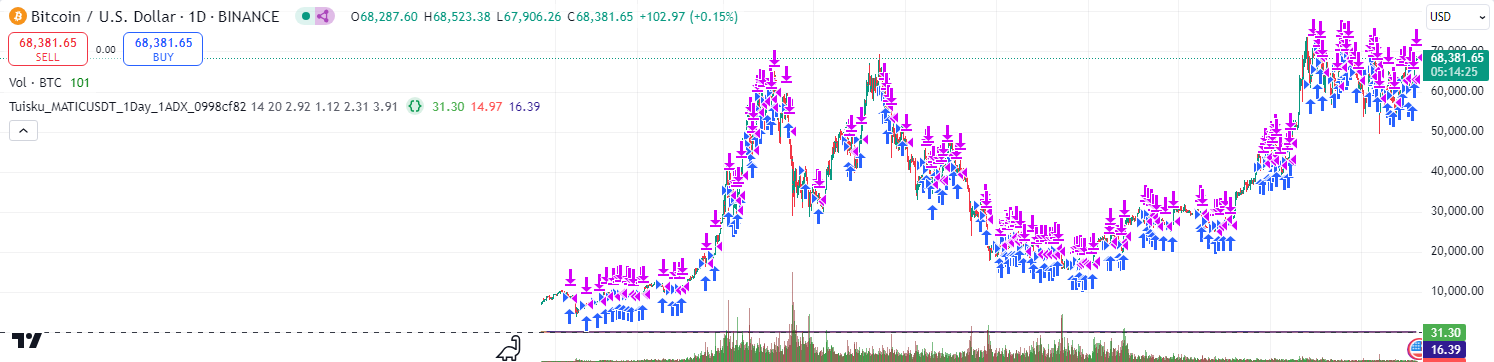 Bitcoin / U.S. Dollar · 1D · BINANCE O68,287.60 H68,523.38 L67,906.26 C68,381.65 +102.97 (+0.15%)
USD
68,381.65
SELL
0.00
68,381.65
BUY
Vol · BTC 101
Tuisku_MATICUSDT_1Day_1ADX_0998cf82 14 20 2.92 1.12 2.31 3.91 {} 31.30 14.97 16.39
70,000.00
68,381.65
05:14:25
60,000.00
50,000.00
40,000.00
30,000.00
20,000.00
10,000.00
31.30
16.39